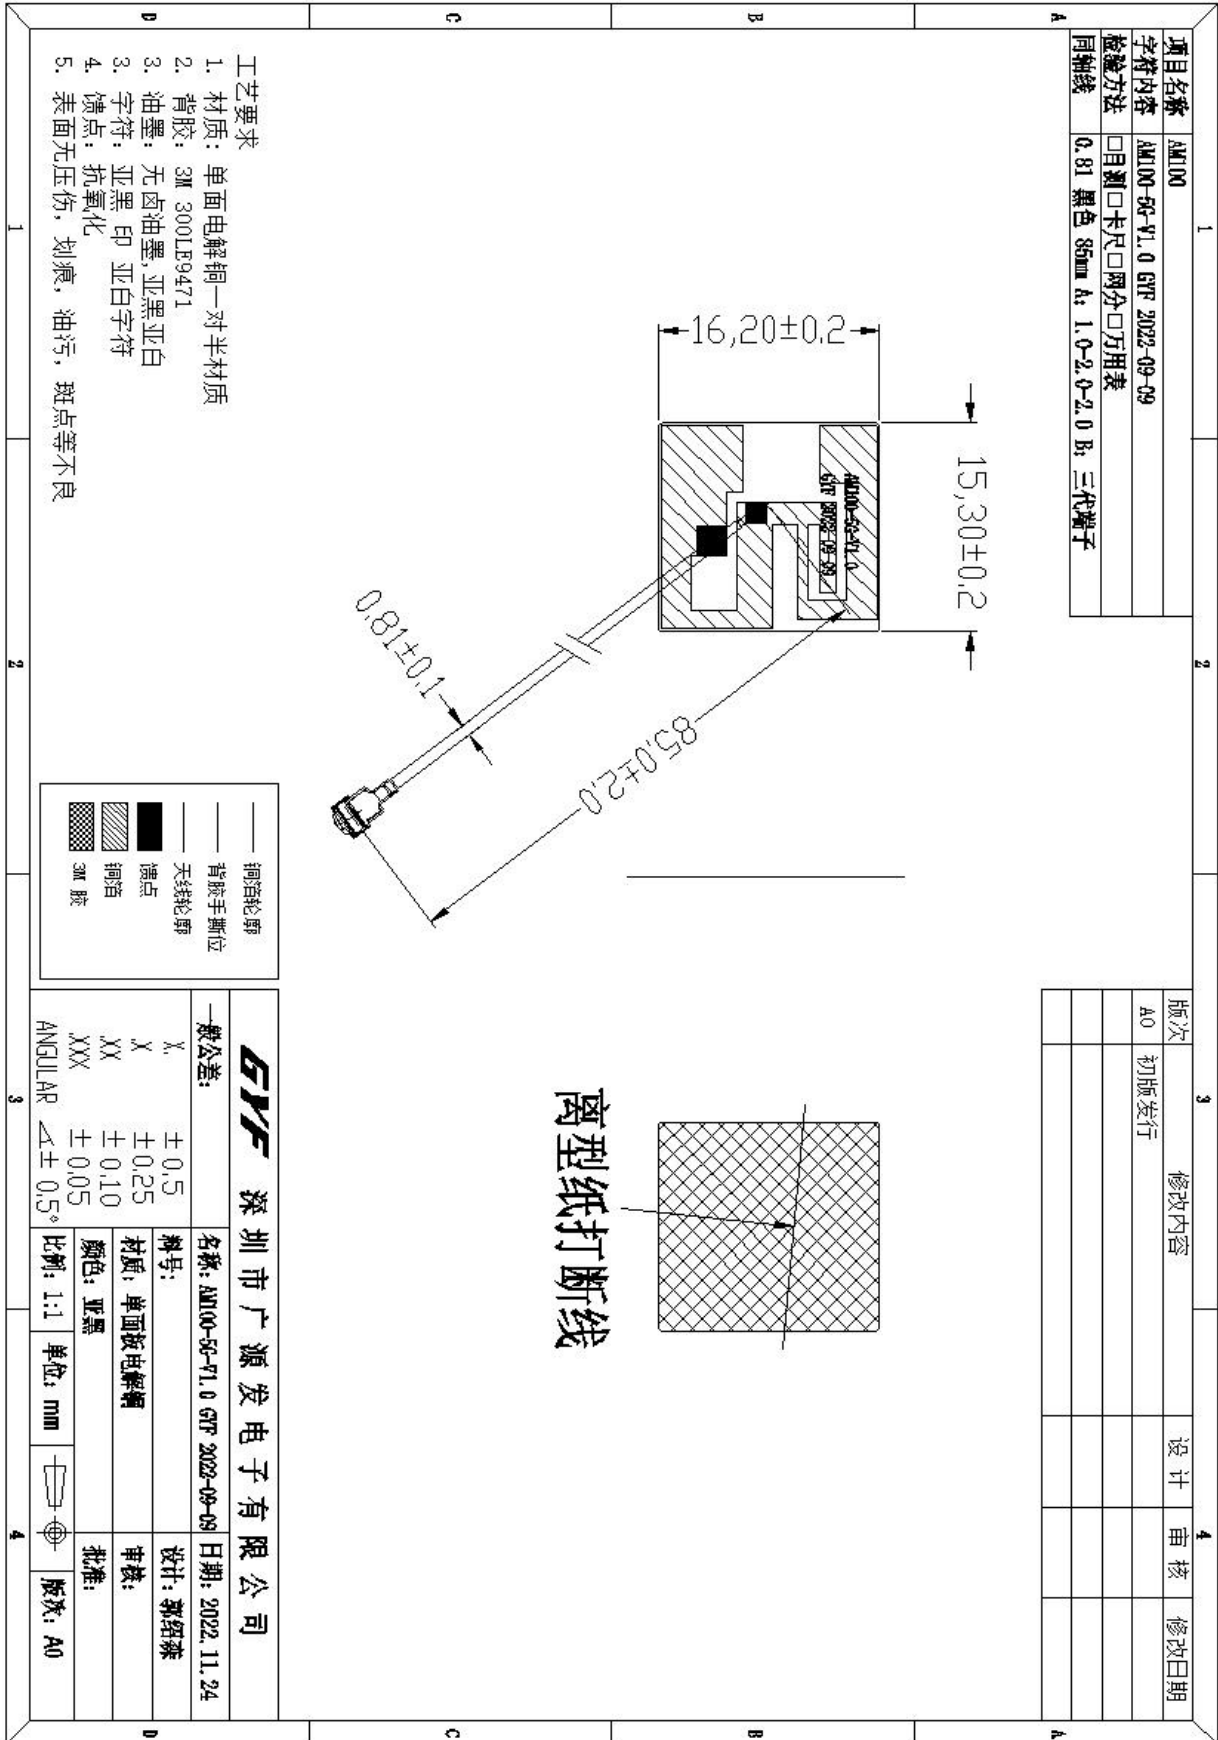 1
2
3
4
A
B
C
D
项目名称 AM100
字符内容 AM100-5G-V1.0 GYF 2022-09-09
检验方法 □目测□卡尺□网分□万用表
同轴线 0.81 黑色 85mm A: 1.0-2.0-2.0 B: 三代端子
版次 修改内容 设计 审核 修改日期
A0 初版发行
15,30±0.2
16,20±0.2
AM100-5G-V1.0
GYF 2022-09-09
85.0±2.0
0.81±0.1
离型纸打断线
工艺要求
1. 材质: 单面电解铜一对半材质
2. 背胶: 3M 300LE9471
3. 油墨: 无卤油墨,亚黑亚白
3. 字符: 亚黑 印 亚白字符
4. 馈点: 抗氧化
5. 表面无压伤, 划痕, 油污, 斑点等不良
铜箔轮廓
背胶手撕位
天线轮廓
馈点
铜箔
3M 胶
GYF 深圳市广源发电子有限公司
一般公差:
X. ±0.5
.X ±0.25
.XX ±0.10
.XXX ±0.05
ANGULAR ∠±0.5°
名称: AM100-5G-V1.0 GYF 2022-09-09 日期: 2022.11.24
料号: 设计: 郭绍森
材质: 单面板电解铜 审核:
颜色: 亚黑 批准:
比例: 1:1 单位: mm 版次: A0
1
2
3
4
A
B
C
D